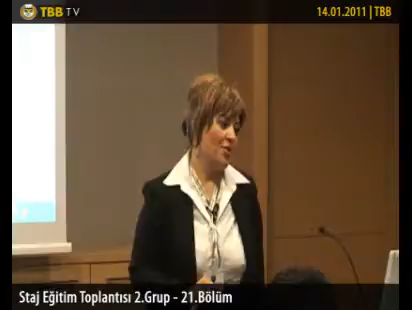 TBB TV
14.01.2011 | TBB
Staj Eğitim Toplantısı 2.Grup - 21.Bölüm